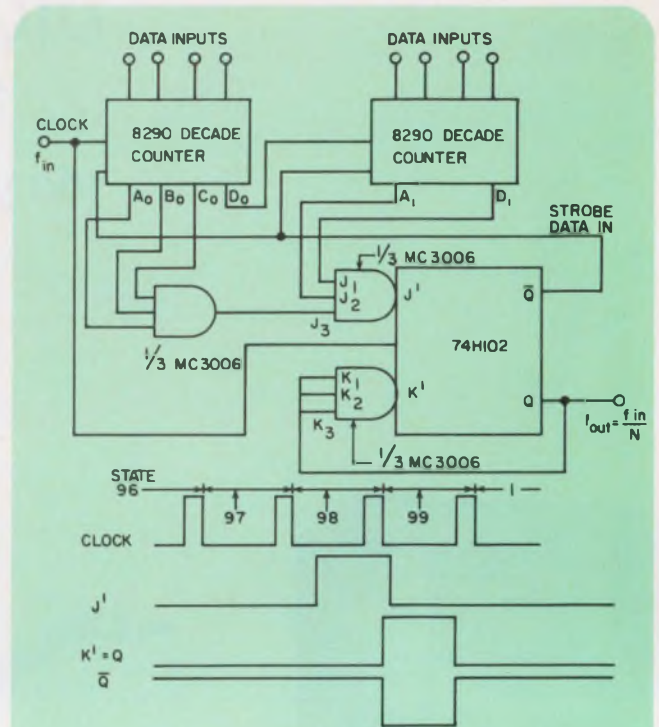 DATA INPUTS
DATA INPUTS
CLOCK
f in
8290 DECADE
COUNTER
8290 DECADE
COUNTER
A₀ B₀ C₀ D₀
A₁ D₁
STROBE
DATA IN
1/3 MC3006
J₁
J₂
J₃
J'
Q̅
1/3 MC3006
74H102
K₁
K₂
K₃
K'
Q
fout = f in/N
1/3 MC3006
STATE
96
97
98
99
1
CLOCK
J'
K' = Q
Q̅